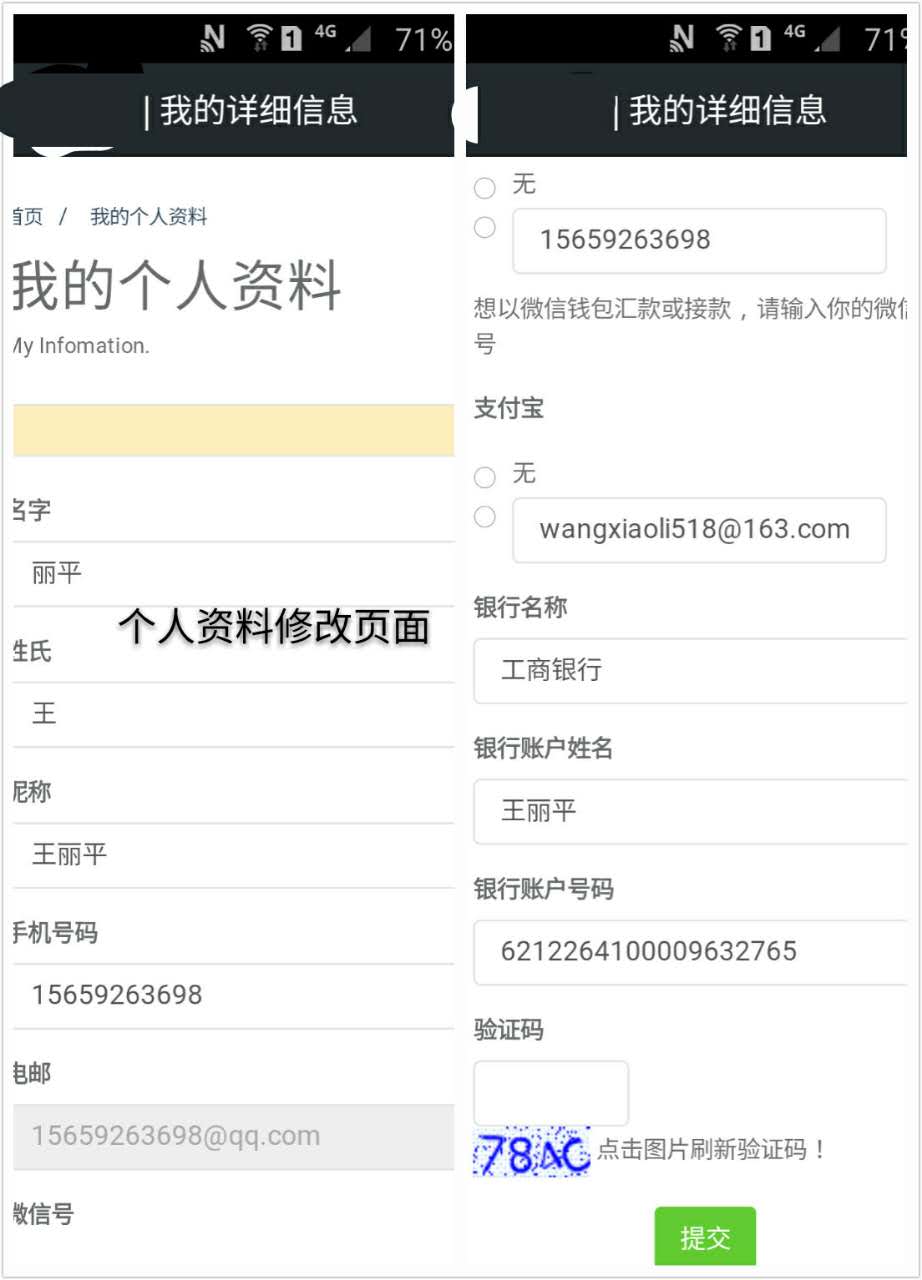 4G 71%
| 我的详细信息
首页 / 我的个人资料
我的个人资料
My Infomation.
名字
丽平
个人资料修改页面
姓氏
王
昵称
王丽平
手机号码
15659263698
电邮
15659263698@qq.com
微信号
1 4G 71%
| 我的详细信息
无
15659263698
想以微信钱包汇款或接款，请输入你的微信
号
支付宝
无
wangxiaoli518@163.com
银行名称
工商银行
银行账户姓名
王丽平
银行账户号码
6212264100009632765
验证码
78AC 点击图片刷新验证码！
提交